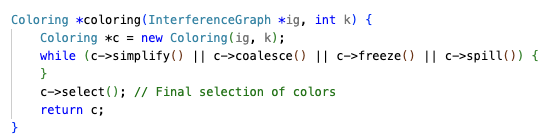 Coloring *coloring(InterferenceGraph *ig, int k) {
    Coloring *c = new Coloring(ig, k);
    while (c->simplify() || c->coalesce() || c->freeze() || c->spill()) {
    }
    c->select(); // Final selection of colors
    return c;
}